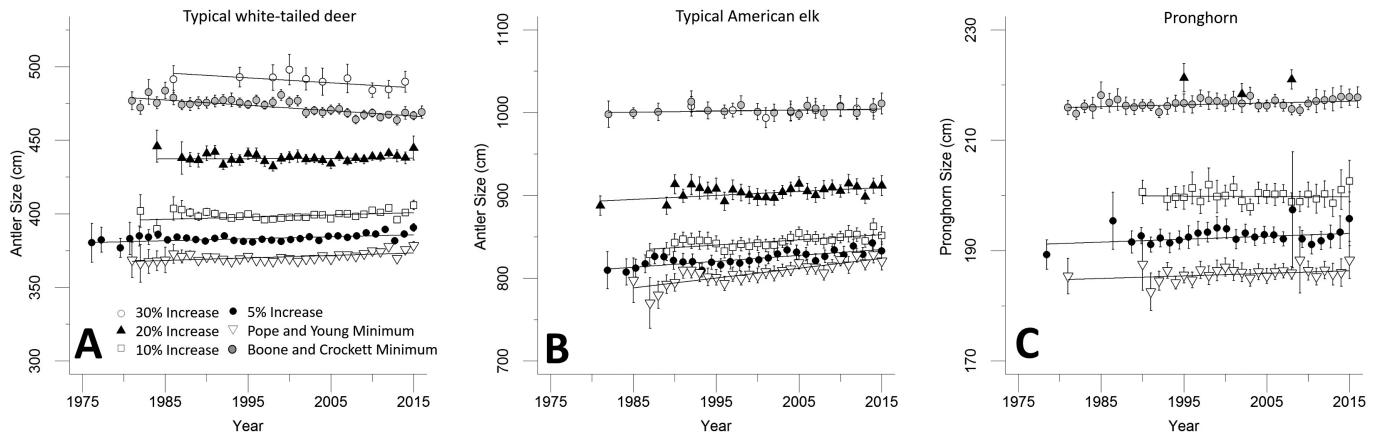 Typical white-tailed deer
Antler Size (cm)
500
450
400
350
300
A
30% Increase
20% Increase
10% Increase
5% Increase
Pope and Young Minimum
Boone and Crockett Minimum
1975 1985 1995 2005 2015
Year
Typical American elk
Antler Size (cm)
1100
1000
900
800
700
B
1975 1985 1995 2005 2015
Year
Pronghorn
Pronghorn Size (cm)
230
210
190
170
C
1975 1985 1995 2005 2015
Year